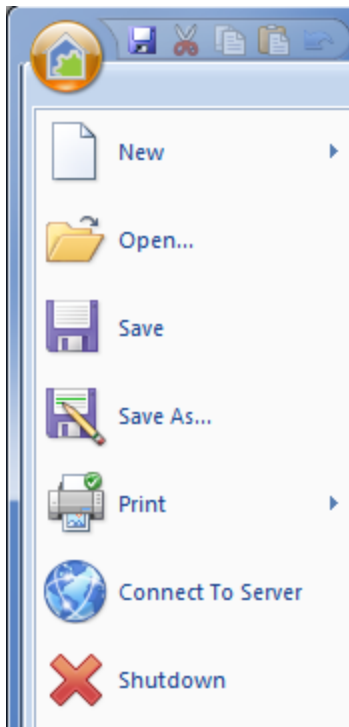 New
Open...
Save
Save As...
Print
Connect To Server
Shutdown